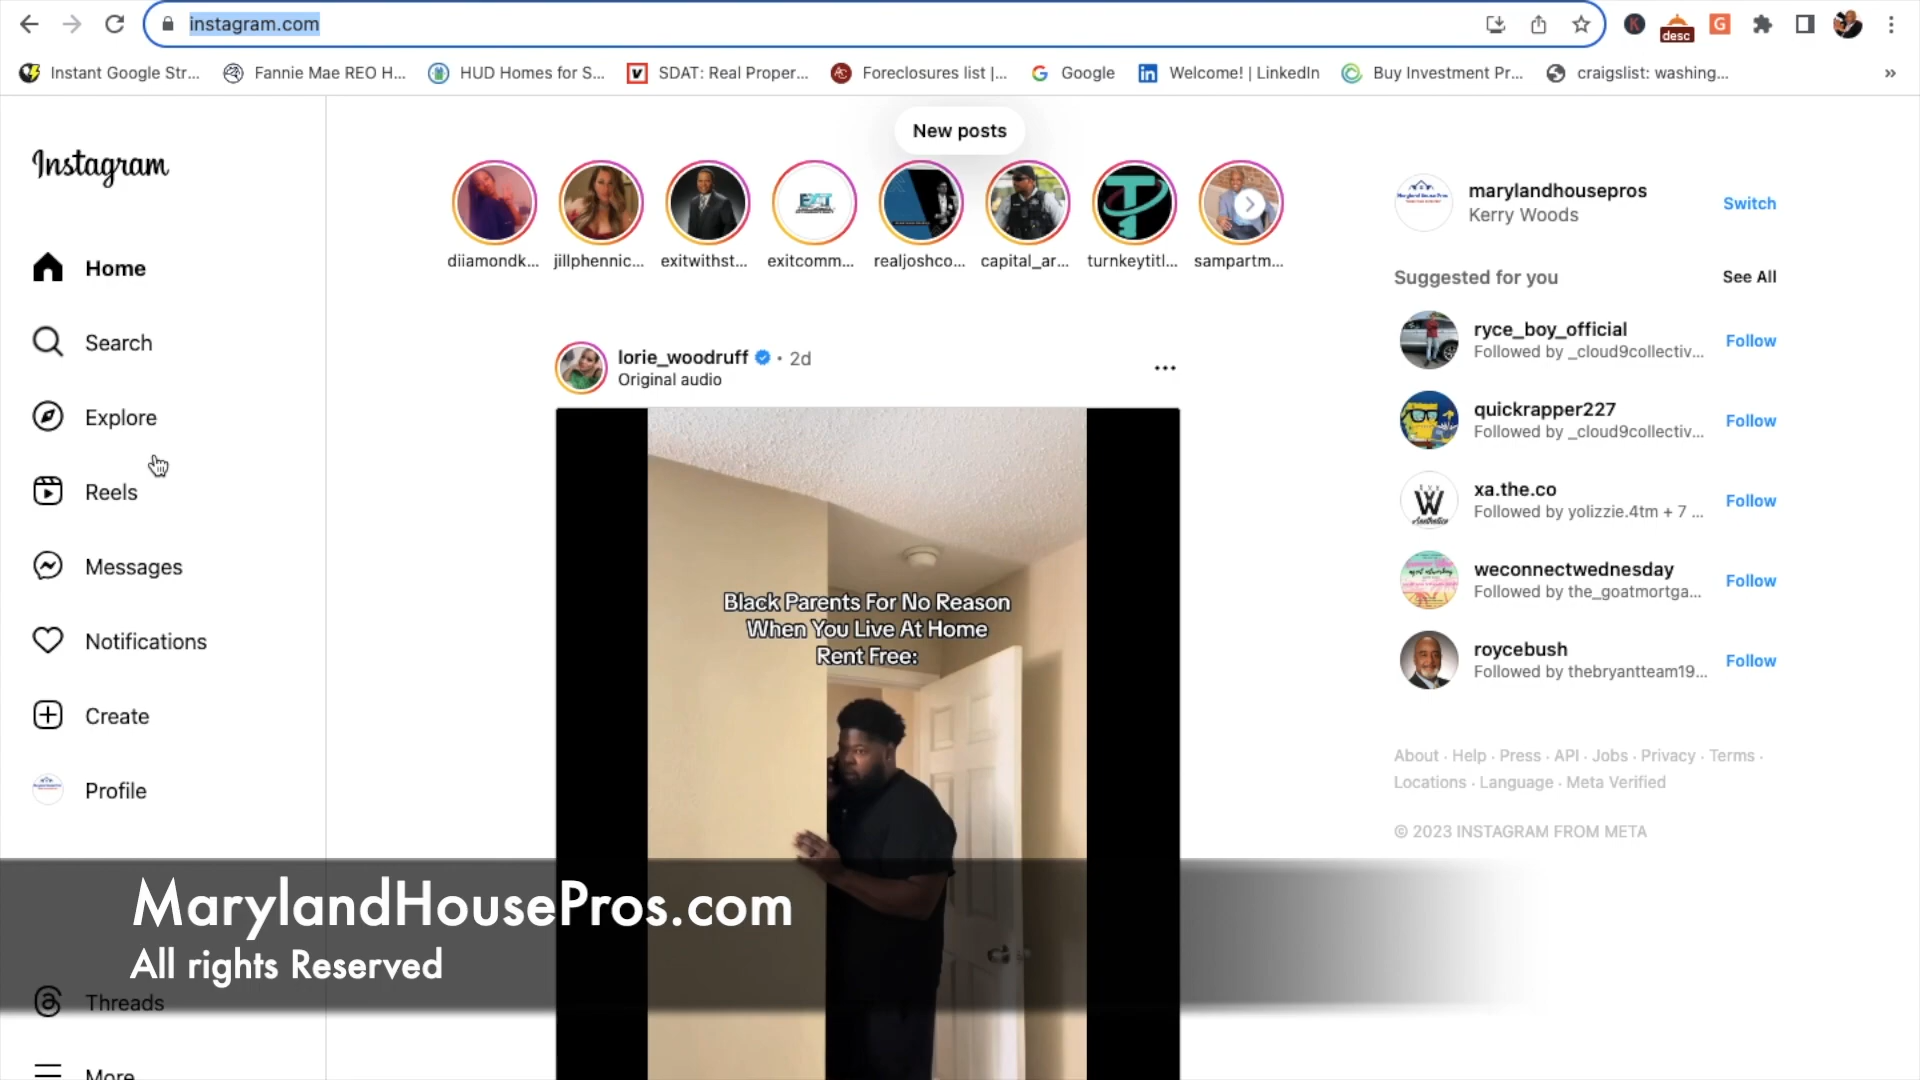 instagram.com
desc
Instant Google Str...
Fannie Mae REO H...
HUD Homes for S...
SDAT: Real Proper...
Foreclosures list |...
Google
Welcome! | LinkedIn
Buy Investment Pr...
craigslist: washing...
Instagram
New posts
diiamondk...
jillphennic...
exitwithst...
exitcomm...
realjoshco...
capital_ar...
turnkeytitl...
sampartm...
marylandhousepros
Kerry Woods
Switch
Home
Search
Explore
Reels
Messages
Notifications
Create
Profile
Threads
More
lorie_woodruff • 2d
Original audio
Black Parents For No Reason
When You Live At Home
Rent Free:
Suggested for you
See All
ryce_boy_official
Followed by _cloud9collectiv...
Follow
quickrapper227
Followed by _cloud9collectiv...
Follow
xa.the.co
Followed by yolizzie.4tm + 7 ...
Follow
weconnectwednesday
Followed by the_goatmortga...
Follow
roycebush
Followed by thebryantteam19...
Follow
About · Help · Press · API · Jobs · Privacy · Terms ·
Locations · Language · Meta Verified
© 2023 INSTAGRAM FROM META
MarylandHousePros.com
All rights Reserved